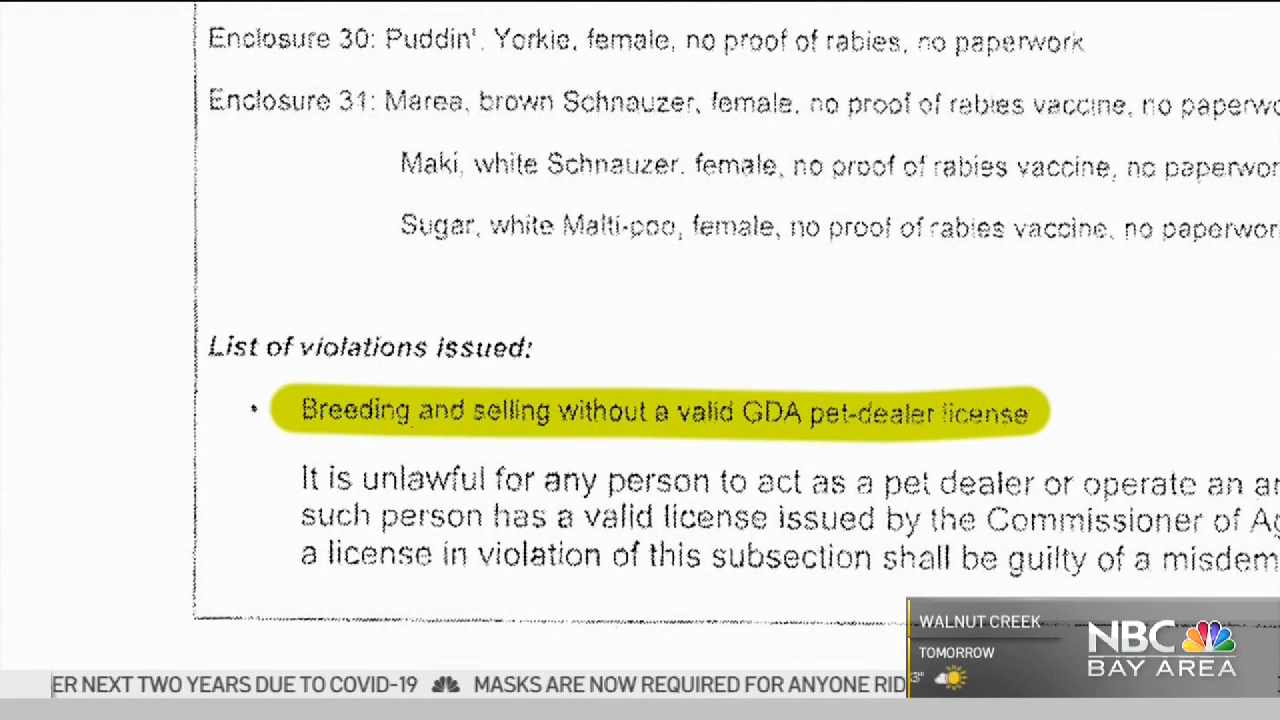 Enclosure 30: Puddin', Yorkie, female, no proof of rabies, no paperwork
Enclosure 31: Marea, brown Schnauzer, female, no proof of rabies vaccine, no paperwo
Maki, white Schnauzer, female, no proof of rabies vaccine, no paperwor
Sugar, white Malti-poo, female, no proof of rabies vaccine, no paperwor
List of violations issued:
• Breeding and selling without a valid GDA pet-dealer license
It is unlawful for any person to act as a pet dealer or operate an an
such person has a valid license issued by the Commissioner of Ag
a license in violation of this subsection shall be guilty of a misdem
WALNUT CREEK
TOMORROW
3°
NBC
BAY AREA
ER NEXT TWO YEARS DUE TO COVID-19 MASKS ARE NOW REQUIRED FOR ANYONE RID